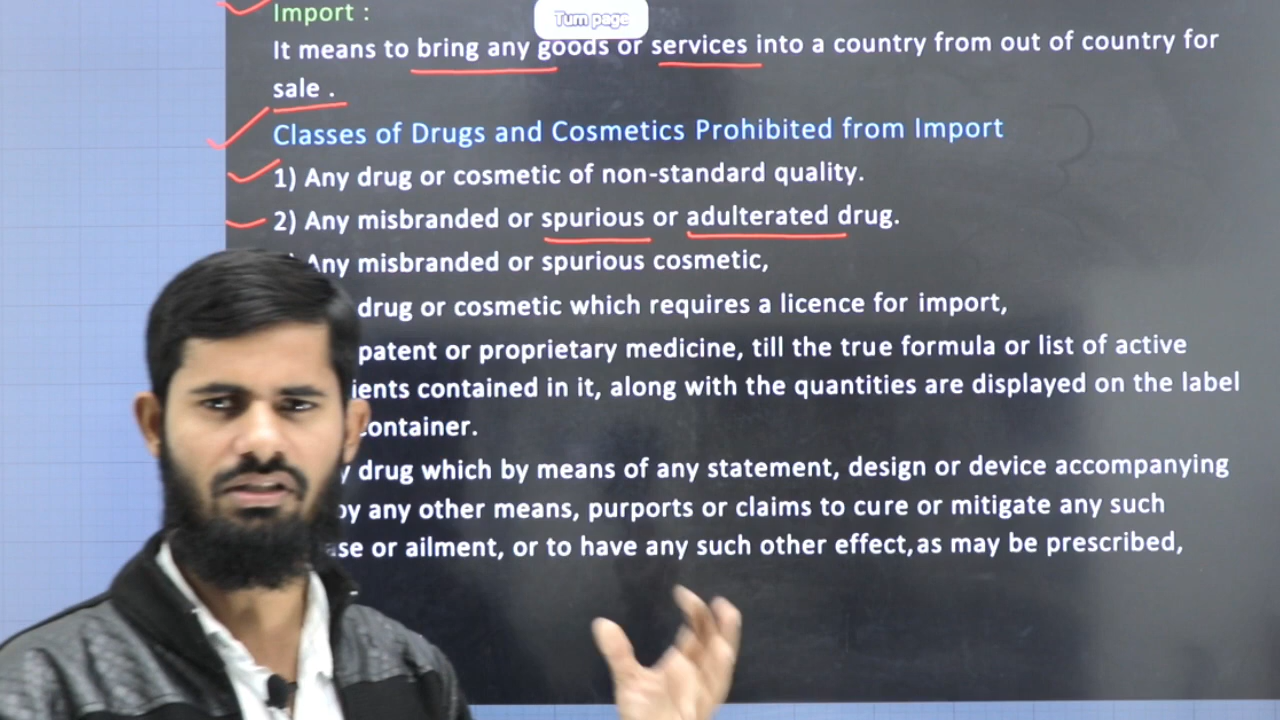 Import :
Turn page
It means to bring any goods or services into a country from out of country for
sale .
Classes of Drugs and Cosmetics Prohibited from Import
1) Any drug or cosmetic of non-standard quality.
2) Any misbranded or spurious or adulterated drug.
Any misbranded or spurious cosmetic,
drug or cosmetic which requires a licence for import,
patent or proprietary medicine, till the true formula or list of active
contained in it, along with the quantities are displayed on the label
container.
drug which by means of any statement, design or device accompanying
by any other means, purports or claims to cure or mitigate any such
or ailment, or to have any such other effect, as may be prescribed,